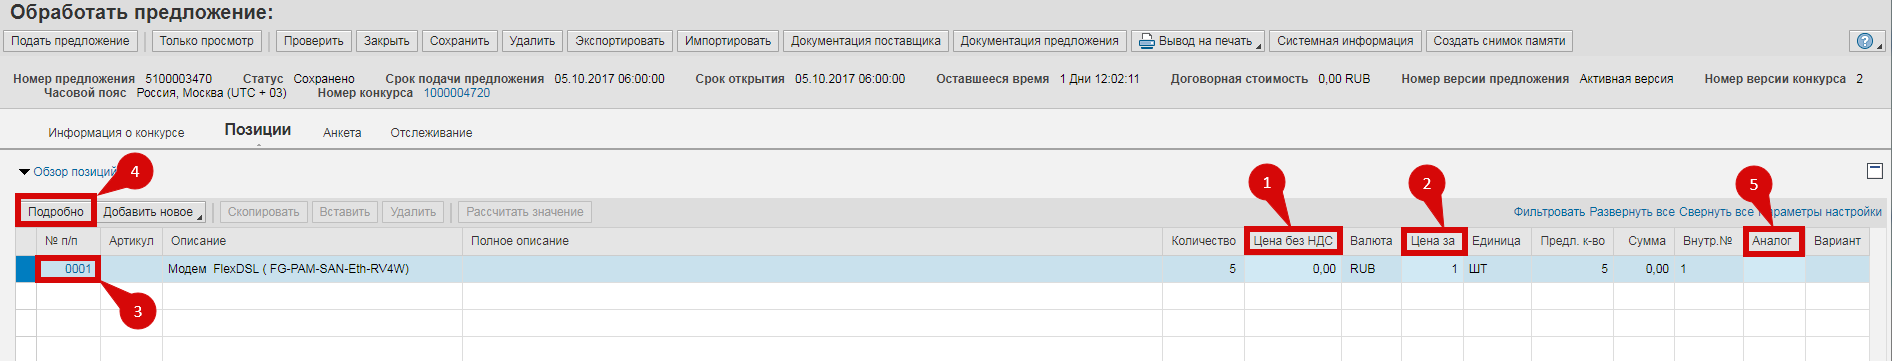 Обработать предложение:
Подать предложение Только просмотр Проверить Закрыть Сохранить Удалить Экспортировать Импортировать Документация поставщика Документация предложения Вывод на печать Системная информация Создать снимок памяти ?
Номер предложения 5100003470 Статус Сохранено Срок подачи предложения 05.10.2017 06:00:00 Срок открытия 05.10.2017 06:00:00 Оставшееся время 1 Дни 12:02:11 Договорная стоимость 0,00 RUB Номер версии предложения Активная версия Номер версии конкурса 2
Часовой пояс Россия, Москва (UTC + 03) Номер конкурса 1000004720
Информация о конкурсе Позиции Анкета Отслеживание
Обзор позиций 4 1 2 5
Подробно Добавить новое Скопировать Вставить Удалить Рассчитать значение Фильтровать Развернуть все Свернуть все Параметры настройки
№ п/п Артикул Описание Полное описание Количество Цена без НДС Валюта Цена за Единица Предл. к-во Сумма Внутр.№ Аналог Вариант
0001 Модем FlexDSL ( FG-PAM-SAN-Eth-RV4W) 5 0,00 RUB 1 ШТ 5 0,00 1
3